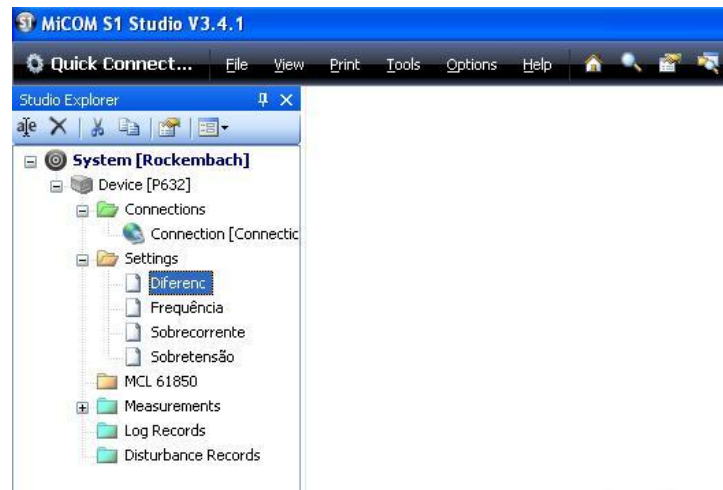 S1 MiCOM S1 Studio V3.4.1
Quick Connect... File View Print Tools Options Help
Studio Explorer
System [Rockembach]
Device [P632]
Connections
Connection [Connectic
Settings
Diferenc
Frequência
Sobrecorrente
Sobretensão
MCL 61850
Measurements
Log Records
Disturbance Records